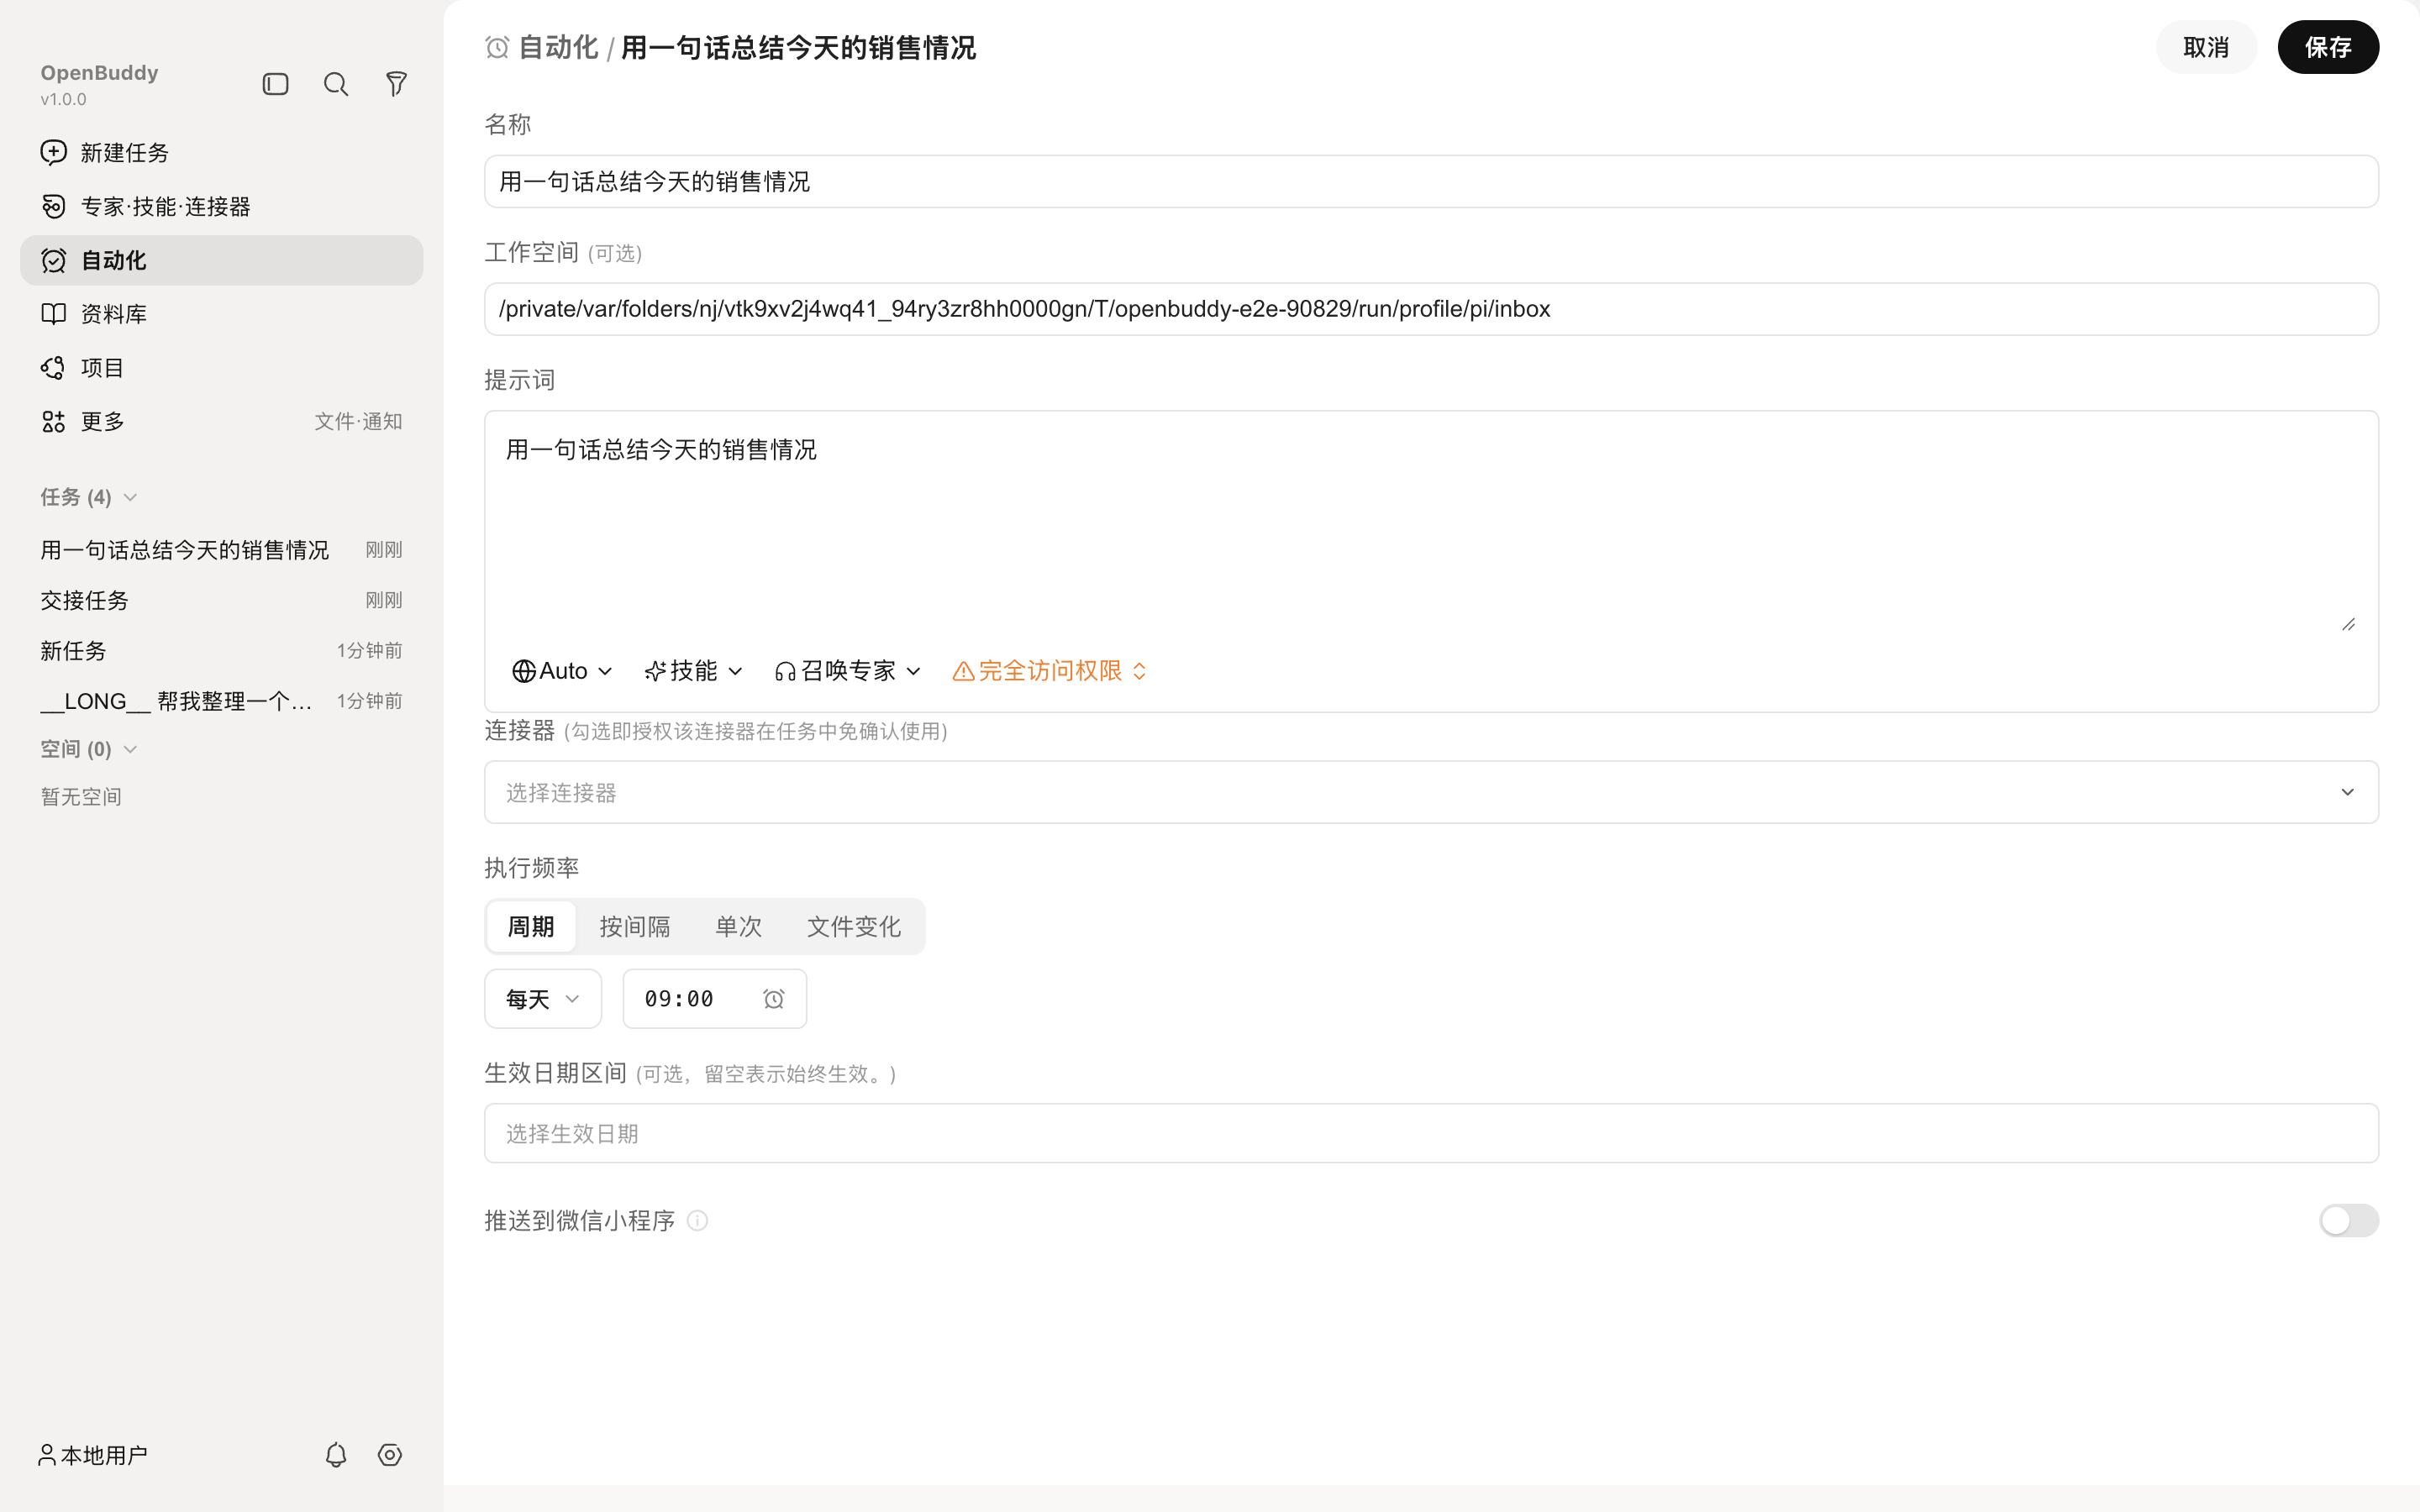 OpenBuddy
v1.0.0
新建任务
专家·技能·连接器
自动化
资料库
项目
更多 文件·通知
任务 (4)
用一句话总结今天的销售情况 刚刚
交接任务 刚刚
新任务 1分钟前
__LONG__ 帮我整理一个… 1分钟前
空间 (0)
暂无空间
本地用户
自动化 / 用一句话总结今天的销售情况
取消 保存
名称
用一句话总结今天的销售情况
工作空间 (可选)
/private/var/folders/nj/vtk9xv2j4wq41_94ry3zr8hh0000gn/T/openbuddy-e2e-90829/run/profile/pi/inbox
提示词
用一句话总结今天的销售情况
Auto 技能 召唤专家 完全访问权限
连接器 (勾选即授权该连接器在任务中免确认使用)
选择连接器
执行频率
周期 按间隔 单次 文件变化
每天 09:00
生效日期区间 (可选，留空表示始终生效。)
选择生效日期
推送到微信小程序